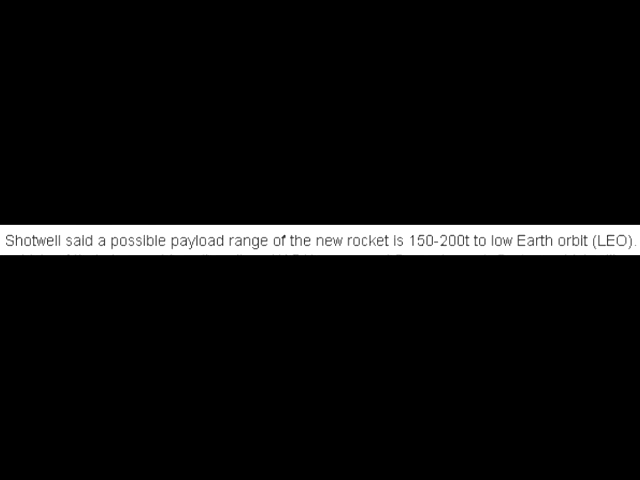 Shotwell said a possible payload range of the new rocket is 150-200t to low Earth orbit (LEO).